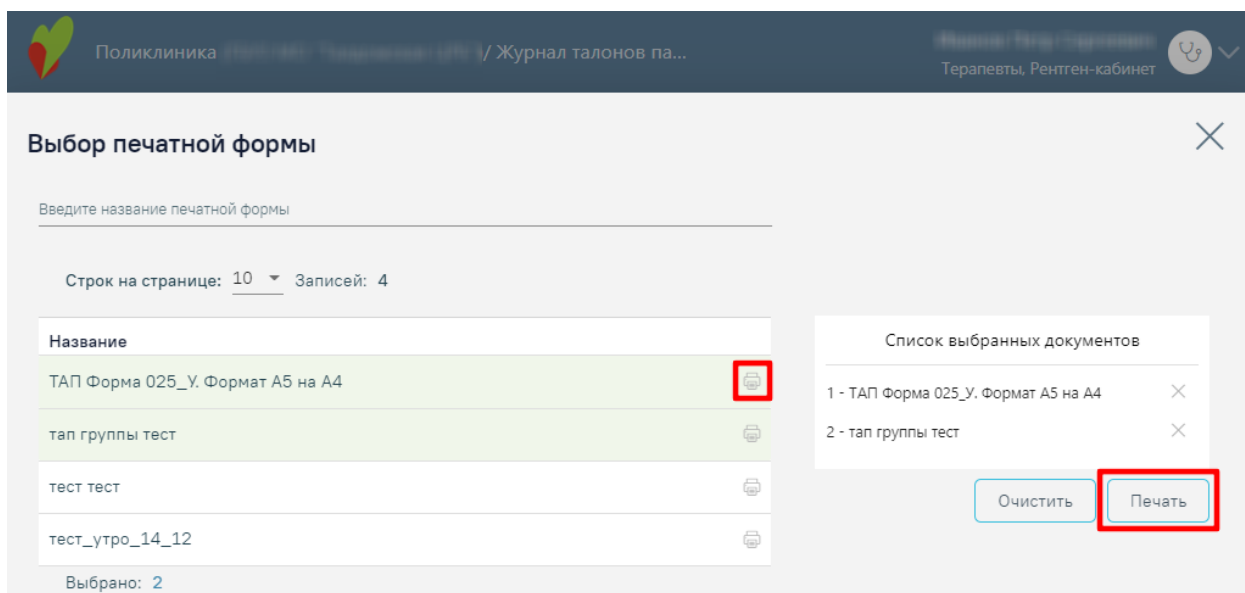 Поликлиника / Журнал талонов па...
Терапевты, Рентген-кабинет
Выбор печатной формы
Введите название печатной формы
Строк на странице: 10 Записей: 4
Название
ТАП Форма 025_У. Формат А5 на А4
тап группы тест
тест тест
тест_утро_14_12
Выбрано: 2
Список выбранных документов
1 - ТАП Форма 025_У. Формат А5 на А4
2 - тап группы тест
Очистить Печать